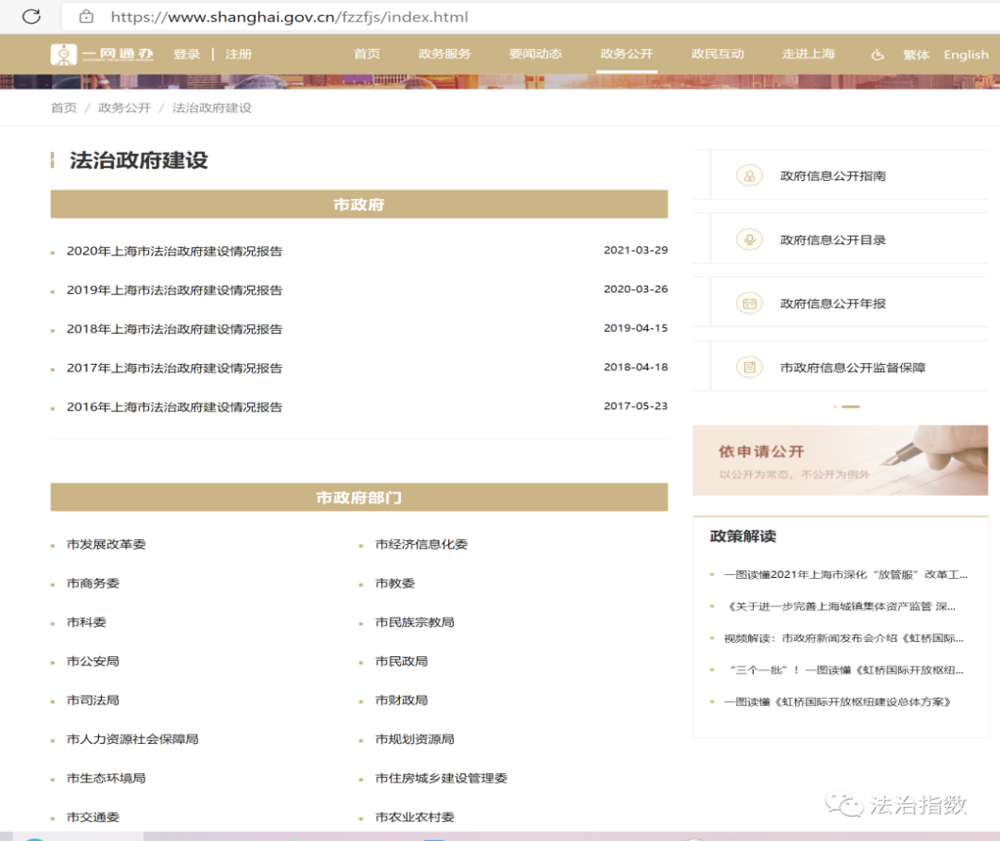 https://www.shanghai.gov.cn/fzzfjs/index.html
一网通办 登录 | 注册 首页 政务服务 要闻动态 政务公开 政民互动 走进上海 繁体 English
首页 / 政务公开 / 法治政府建设
法治政府建设
市政府
2020年上海市法治政府建设情况报告 2021-03-29
2019年上海市法治政府建设情况报告 2020-03-26
2018年上海市法治政府建设情况报告 2019-04-15
2017年上海市法治政府建设情况报告 2018-04-18
2016年上海市法治政府建设情况报告 2017-05-23
市政府部门
市发展改革委 市经济信息化委
市商务委 市教委
市科委 市民族宗教局
市公安局 市民政局
市司法局 市财政局
市人力资源社会保障局 市规划资源局
市生态环境局 市住房城乡建设管理委
市交通委 市农业农村委
政府信息公开指南
政府信息公开目录
政府信息公开年报
市政府信息公开监督保障
依申请公开
以公开为常态，不公开为例外
政策解读
一图读懂2021年上海市深化“放管服”改革工...
《关于进一步完善上海城镇集体资产监管 深...
视频解读：市政府新闻发布会介绍《虹桥国际...
“三个一批”！一图读懂《虹桥国际开放枢纽...
一图读懂《虹桥国际开放枢纽建设总体方案》
法治指数